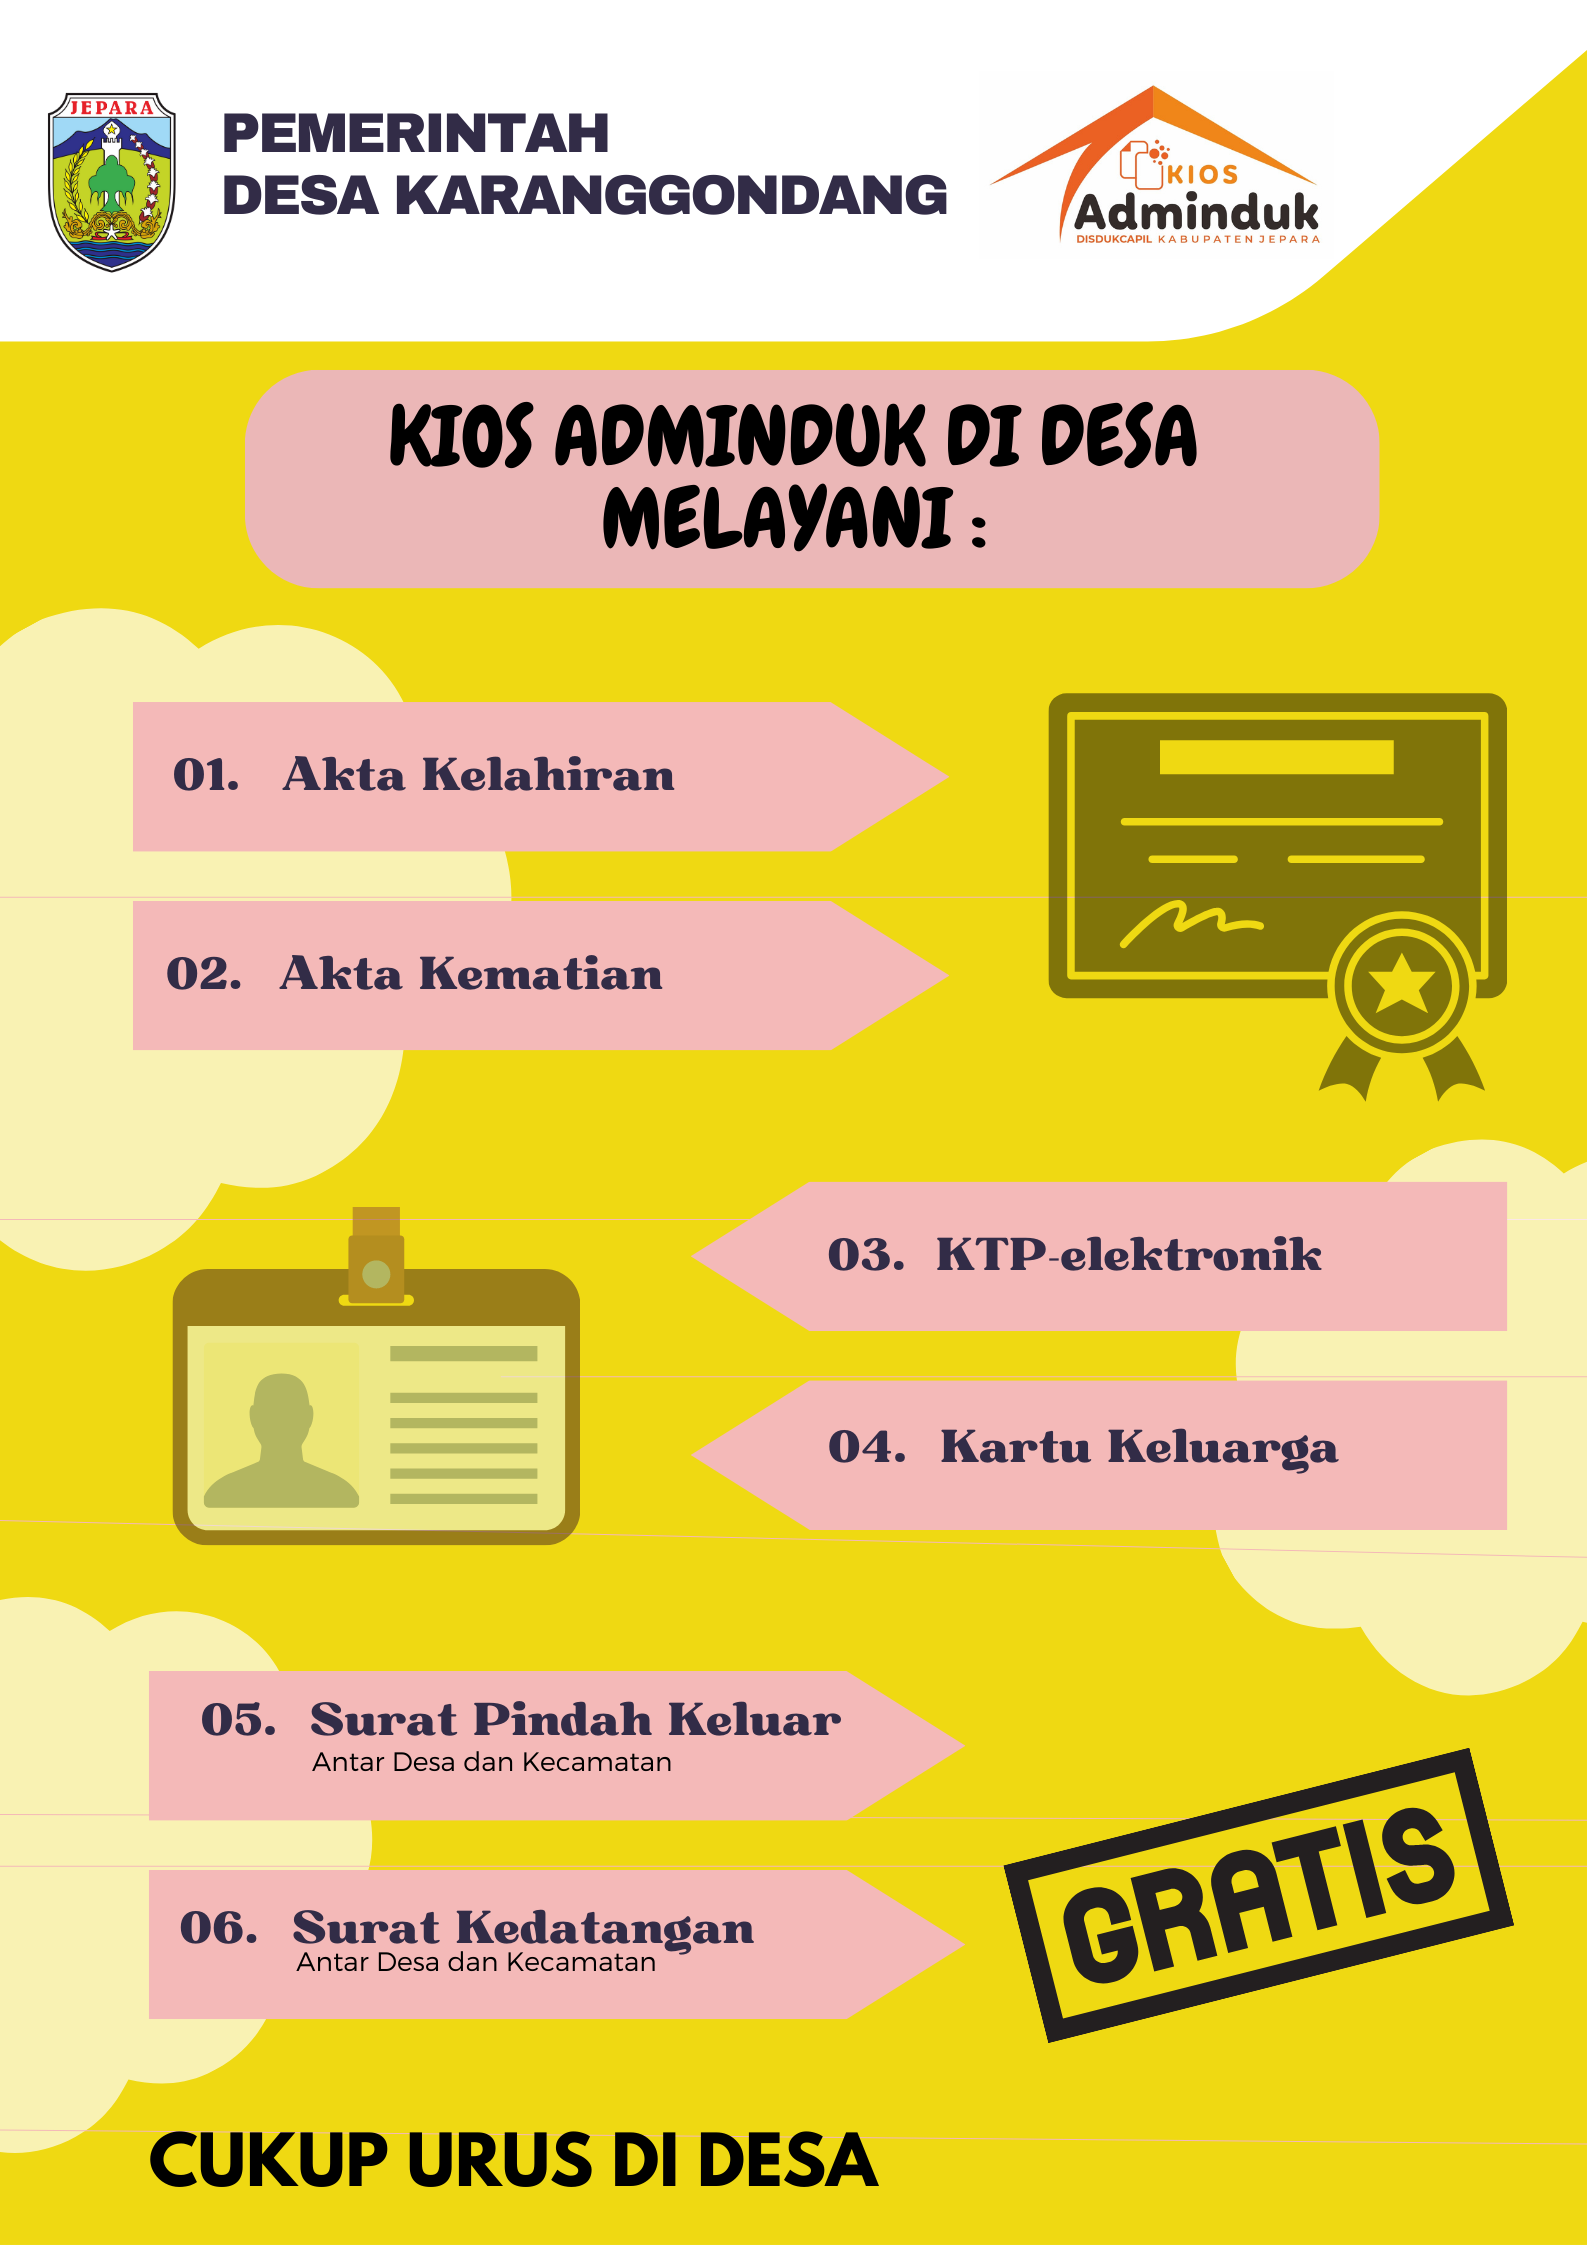 JEPARA
PEMERINTAH
DESA KARANGGONDANG
KIOS
Adminduk
DISDUKCAPIL KABUPATEN JEPARA
KIOS ADMINDUK DI DESA
MELAYANI :
01. Akta Kelahiran
02. Akta Kematian
03. KTP-elektronik
04. Kartu Keluarga
05. Surat Pindah Keluar
Antar Desa dan Kecamatan
06. Surat Kedatangan
Antar Desa dan Kecamatan
GRATIS
CUKUP URUS DI DESA